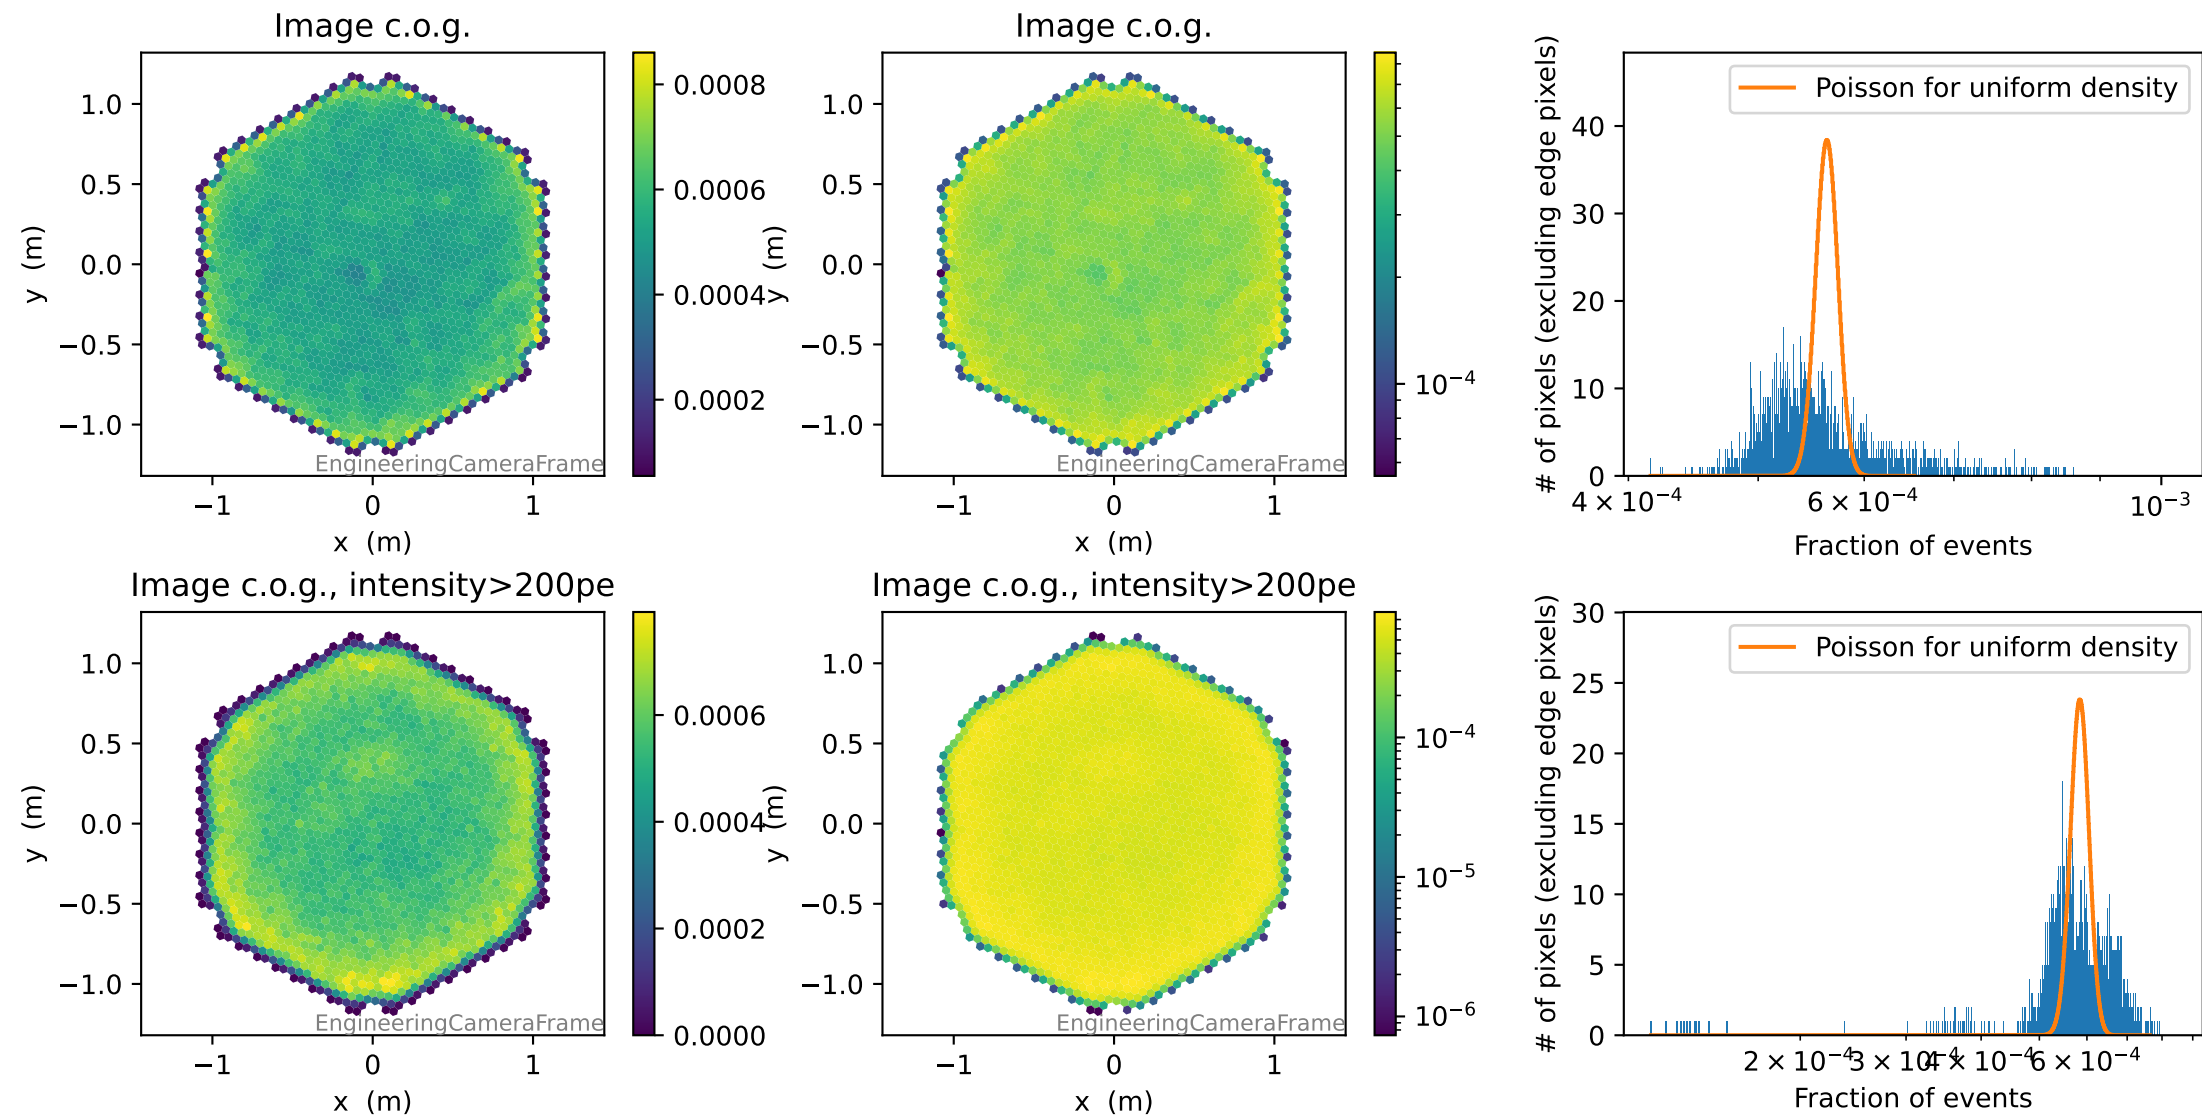 Image c.o.g.
1.0
0.5
0.0
−0.5
−1.0
y (m)
−1
0
1
x (m)
EngineeringCameraFrame
0.0008
0.0006
0.0004
0.0002
Image c.o.g.
1.0
0.5
0.0
−0.5
−1.0
y (m)
−1
0
1
x (m)
EngineeringCameraFrame
10⁻⁴
# of pixels (excluding edge pixels)
40
30
20
10
0
Poisson for uniform density
4 × 10⁻⁴
6 × 10⁻⁴
10⁻³
Fraction of events
Image c.o.g., intensity>200pe
1.0
0.5
0.0
−0.5
−1.0
y (m)
−1
0
1
x (m)
EngineeringCameraFrame
0.0006
0.0004
0.0002
0.0000
Image c.o.g., intensity>200pe
1.0
0.5
0.0
−0.5
−1.0
y (m)
−1
0
1
x (m)
EngineeringCameraFrame
10⁻⁴
10⁻⁵
10⁻⁶
# of pixels (excluding edge pixels)
30
25
20
15
10
5
0
Poisson for uniform density
2 × 10⁻⁴
3 × 10⁻⁴
4 × 10⁻⁴
6 × 10⁻⁴
Fraction of events